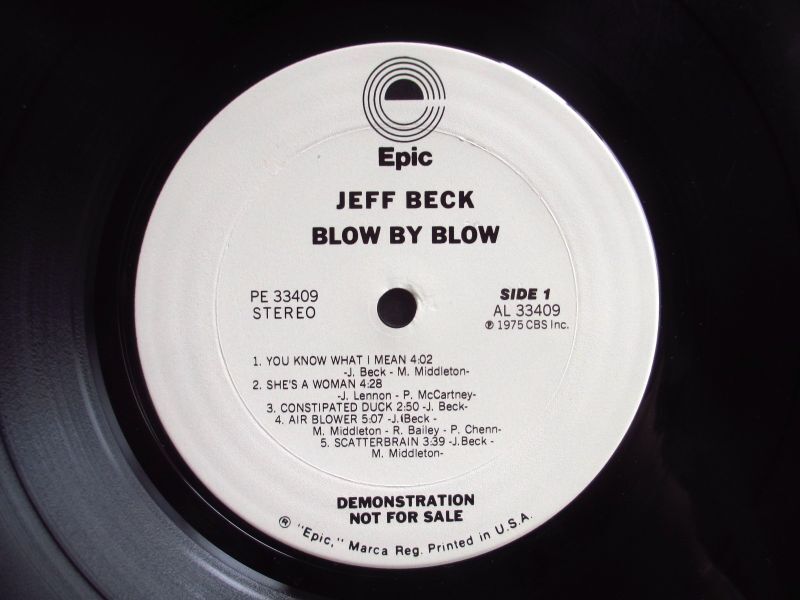 Epic
JEFF BECK
BLOW BY BLOW
PE 33409
STEREO
SIDE 1
AL 33409
℗ 1975 CBS Inc.
1. YOU KNOW WHAT I MEAN 4:02
-J. Beck - M. Middleton-
2. SHE'S A WOMAN 4:28
-J. Lennon - P. McCartney-
3. CONSTIPATED DUCK 2:50 -J. Beck-
4. AIR BLOWER 5:07 -J.(Beck -
M. Middleton - R. Bailey - P. Chenn-
5. SCATTERBRAIN 3:39 -J.Beck -
M. Middleton-
DEMONSTRATION
NOT FOR SALE
® "Epic," Marca Reg. Printed in U.S.A.